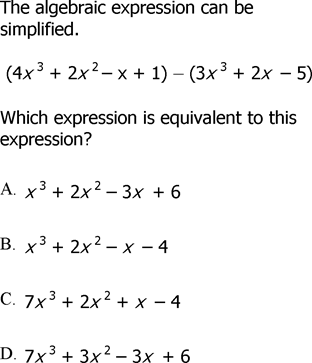 The algebraic expression can be
simplified.
(4x³ + 2x² – x + 1) – (3x³ + 2x – 5)
Which expression is equivalent to this
expression?
A. x³ + 2x² – 3x + 6
B. x³ + 2x² – x – 4
C. 7x³ + 2x² + x – 4
D. 7x³ + 3x² – 3x + 6